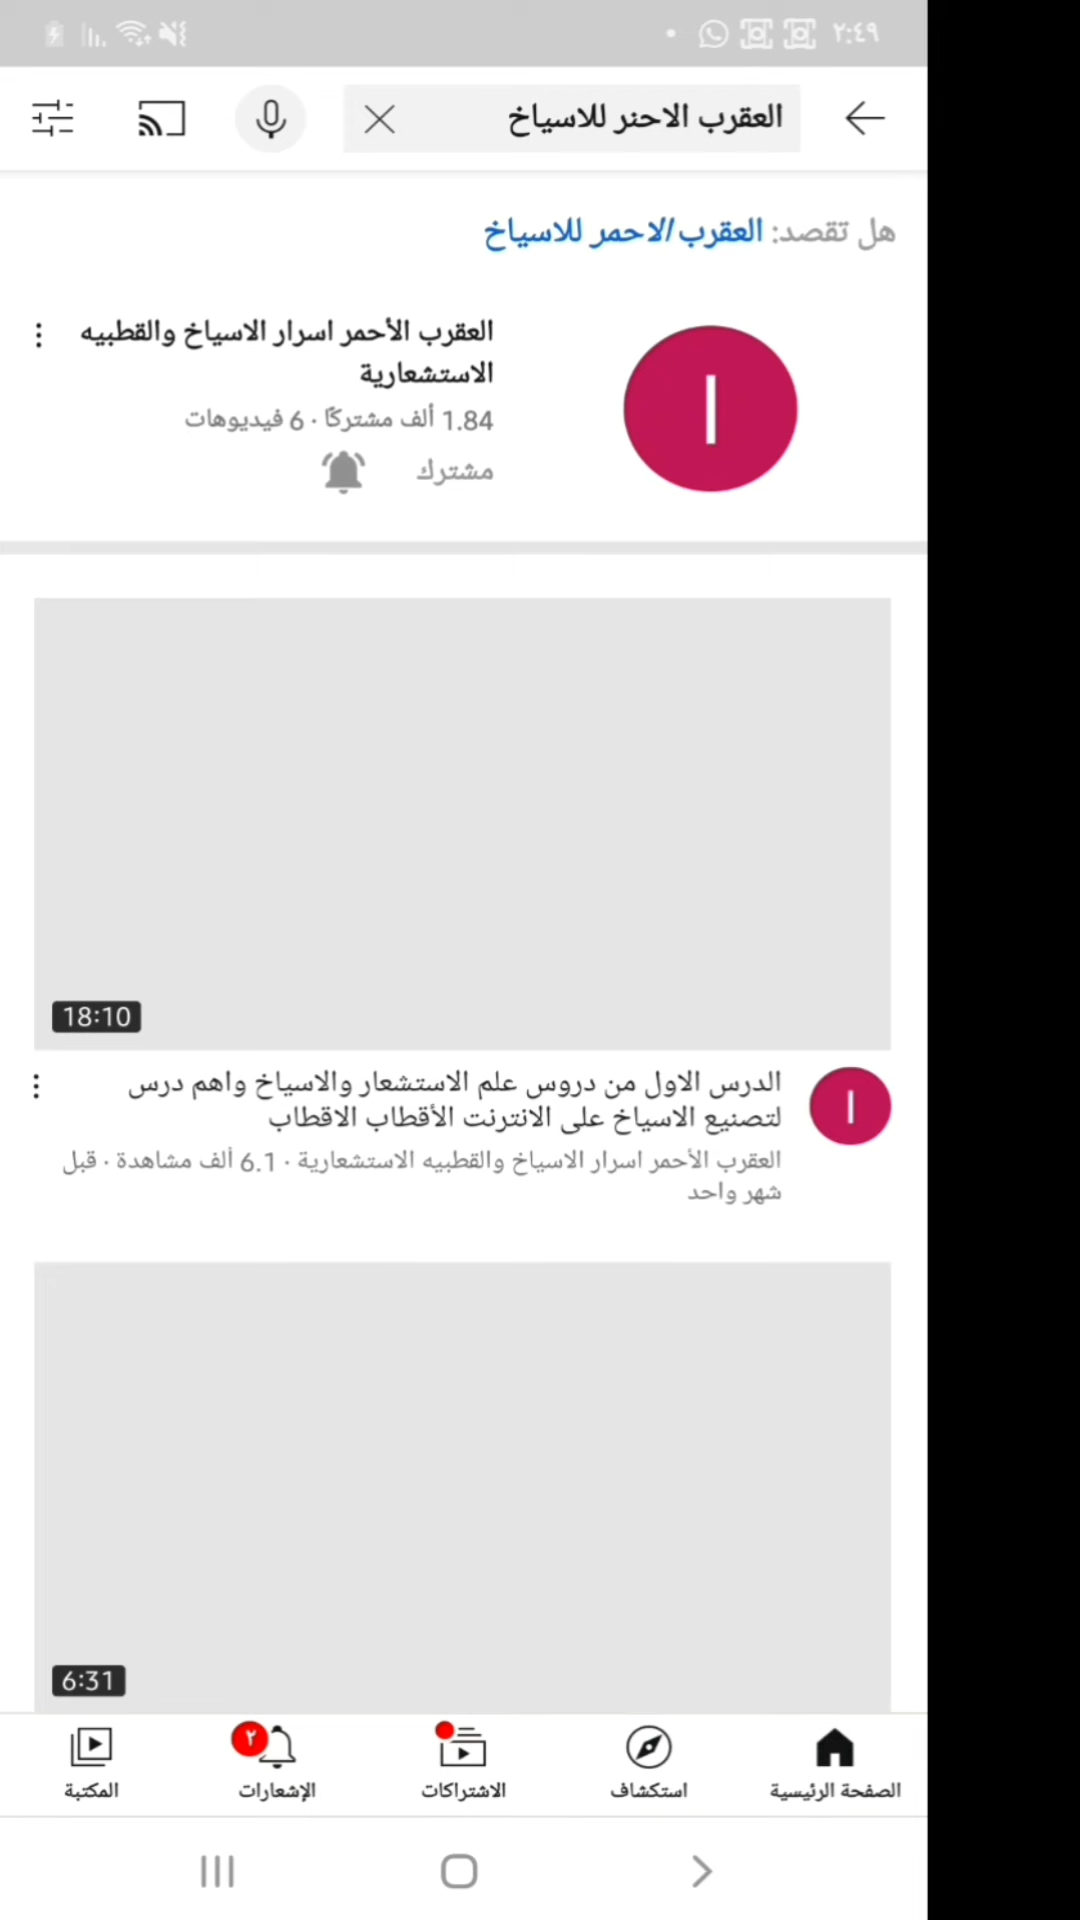 ٢:٤٩
العقرب الاحنر للاسياخ
هل تقصد: العقرب الاحمر للاسياخ
العقرب الأحمر اسرار الاسياخ والقطبيه
الاستشعارية
1.84 ألف مشتركًا · 6 فيديوهات
مشترك
ا
18:10
الدرس الاول من دروس علم الاستشعار والاسياخ واهم درس
لتصنيع الاسياخ على الانترنت الأقطاب الاقطاب
العقرب الأحمر اسرار الاسياخ والقطبيه الاستشعارية · 6.1 ألف مشاهدة · قبل
شهر واحد
ا
6:31
٢
الصفحة الرئيسية
استكشاف
الاشتراكات
الإشعارات
المكتبة